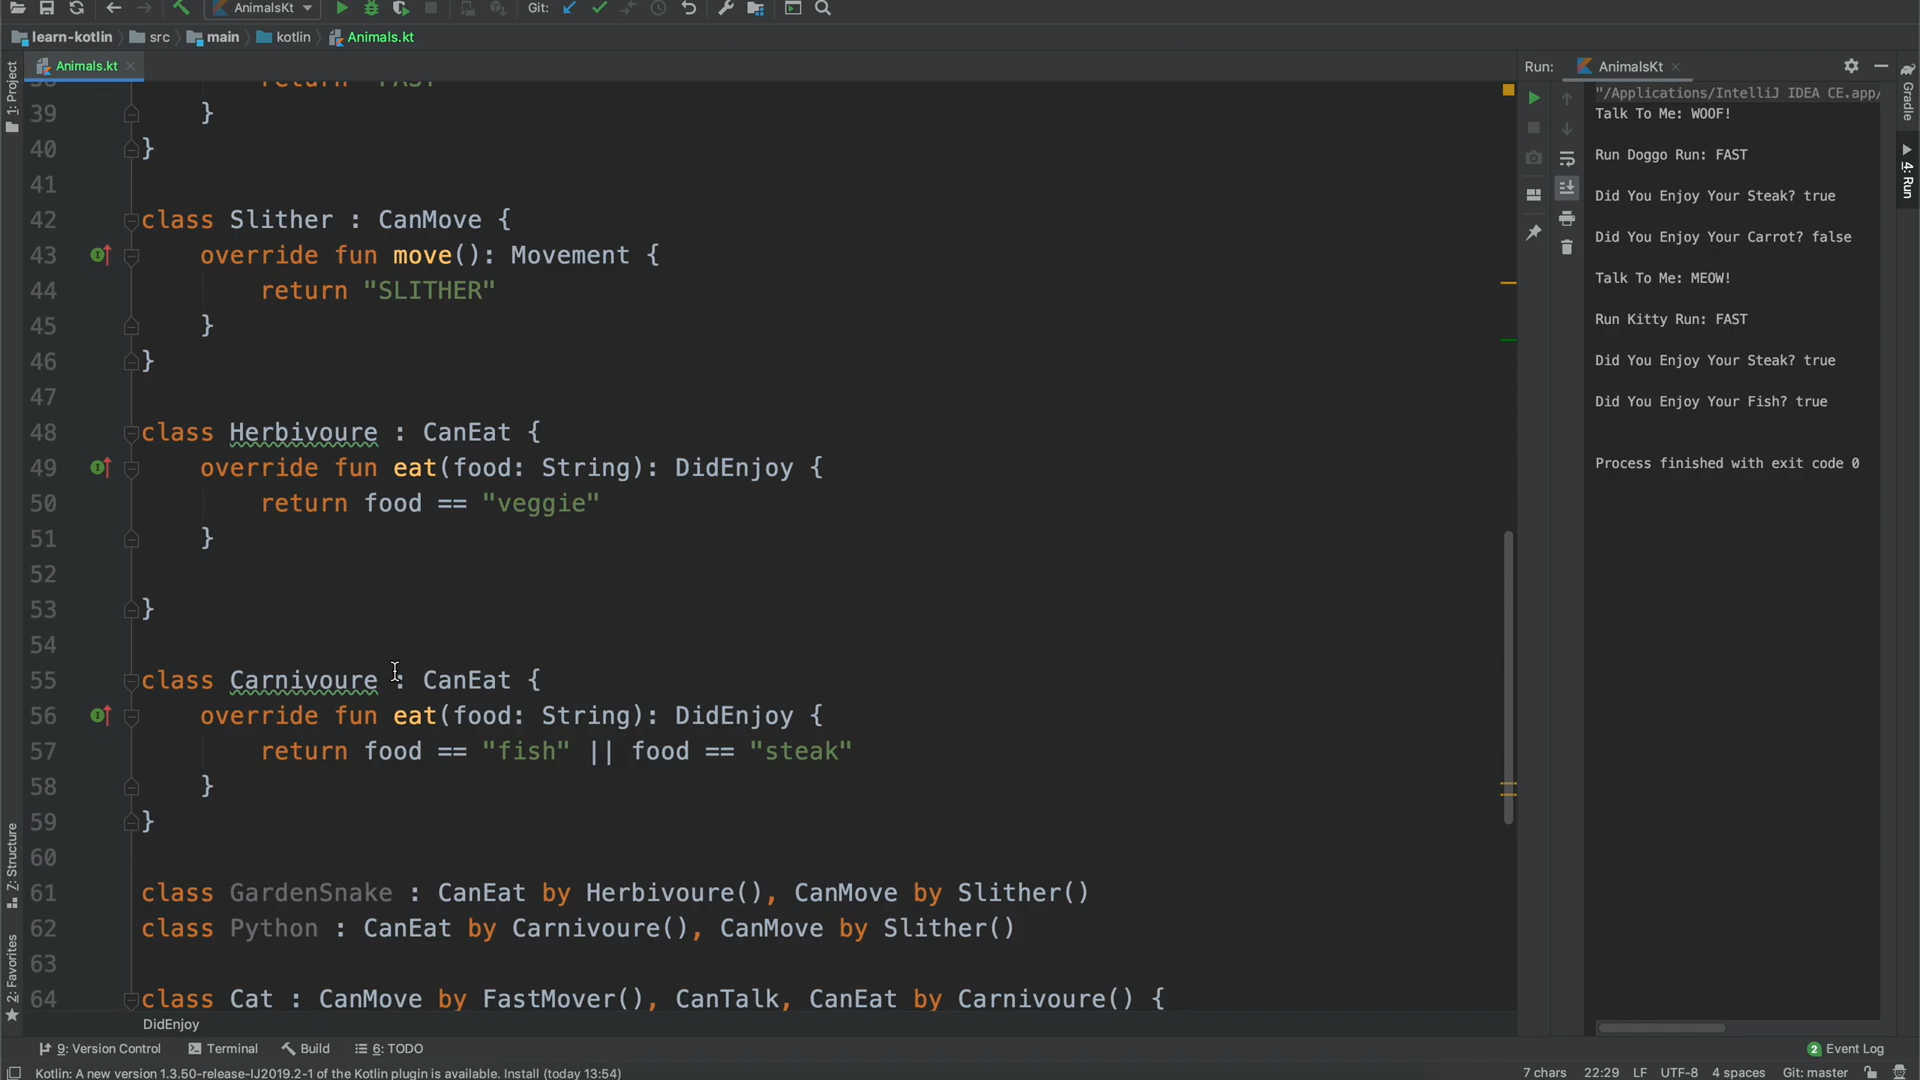 AnimalsKt
Git:
learn-kotlin src main kotlin Animals.kt
Animals.kt
Run: AnimalsKt
1: Project
Gradle
4: Run
return "FAST"
39 }
40 }
41
42 class Slither : CanMove {
43 override fun move(): Movement {
44 return "SLITHER"
45 }
46 }
47
48 class Herbivoure : CanEat {
49 override fun eat(food: String): DidEnjoy {
50 return food == "veggie"
51 }
52
53 }
54
55 class Carnivoure : CanEat {
56 override fun eat(food: String): DidEnjoy {
57 return food == "fish" || food == "steak"
58 }
59 }
60
61 class GardenSnake : CanEat by Herbivoure(), CanMove by Slither()
62 class Python : CanEat by Carnivoure(), CanMove by Slither()
63
64 class Cat : CanMove by FastMover(), CanTalk, CanEat by Carnivoure() {
DidEnjoy
"/Applications/IntelliJ IDEA CE.app/
Talk To Me: WOOF!
Run Doggo Run: FAST
Did You Enjoy Your Steak? true
Did You Enjoy Your Carrot? false
Talk To Me: MEOW!
Run Kitty Run: FAST
Did You Enjoy Your Steak? true
Did You Enjoy Your Fish? true
Process finished with exit code 0
7: Structure
2: Favorites
9: Version Control Terminal Build 6: TODO
2 Event Log
Kotlin: A new version 1.3.50-release-IJ2019.2-1 of the Kotlin plugin is available. Install (today 13:54)
7 chars 22:29 LF UTF-8 4 spaces Git: master